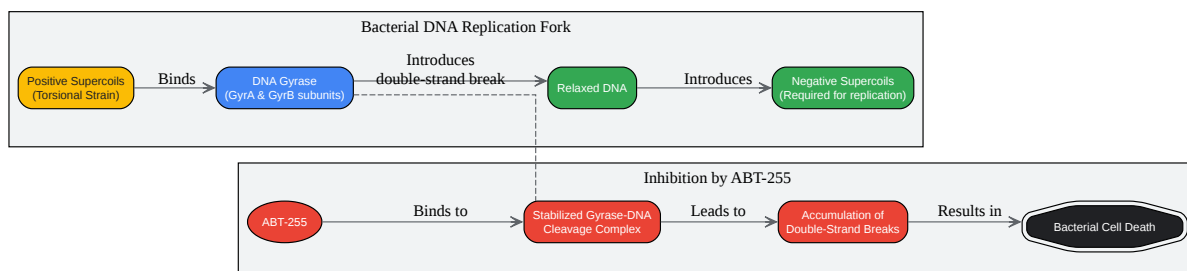 Bacterial DNA Replication Fork
Positive Supercoils
(Torsional Strain)
Binds
DNA Gyrase
(GyrA & GyrB subunits)
Introduces
double-strand break
Relaxed DNA
Introduces
Negative Supercoils
(Required for replication)
Inhibition by ABT-255
ABT-255
Binds to
Stabilized Gyrase-DNA
Cleavage Complex
Leads to
Accumulation of
Double-Strand Breaks
Results in
Bacterial Cell Death